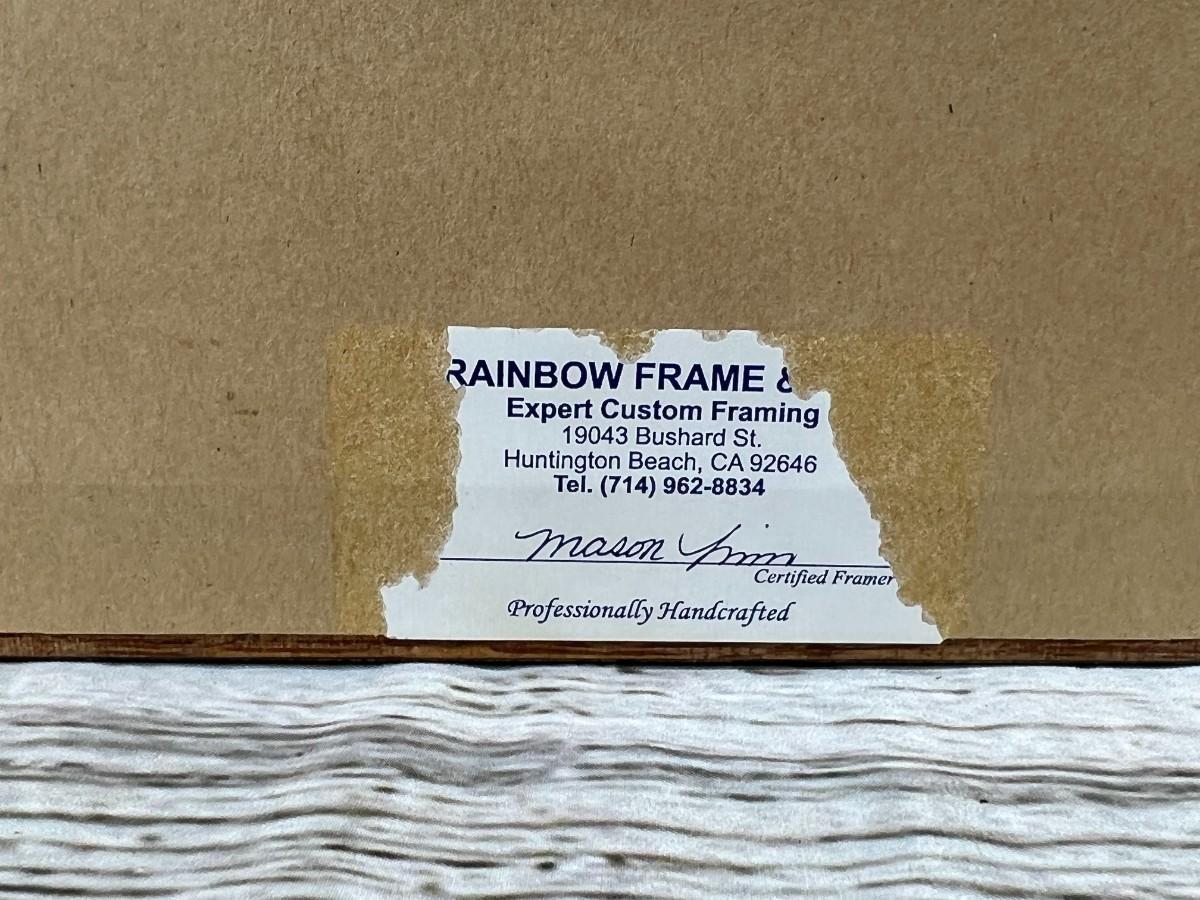 RAINBOW FRAME &
Expert Custom Framing
19043 Bushard St.
Huntington Beach, CA 92646
Tel. (714) 962-8834
Mason
Certified Framer
Professionally Handcrafted